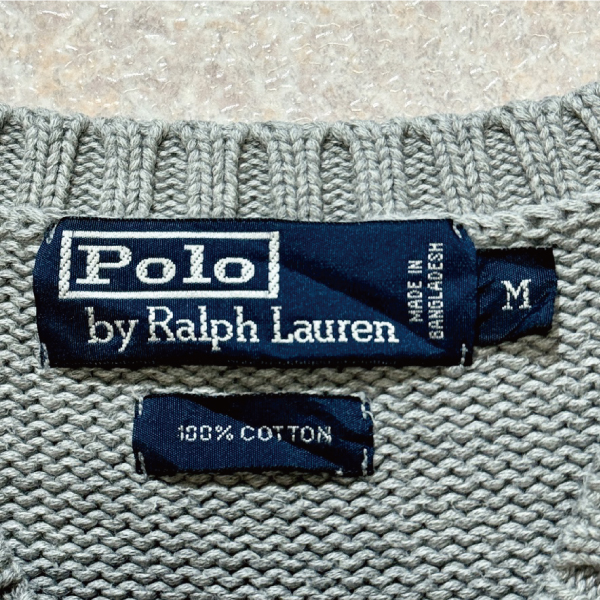 Polo
by Ralph Lauren
MADE IN
BANGLADESH
M
100% COTTON